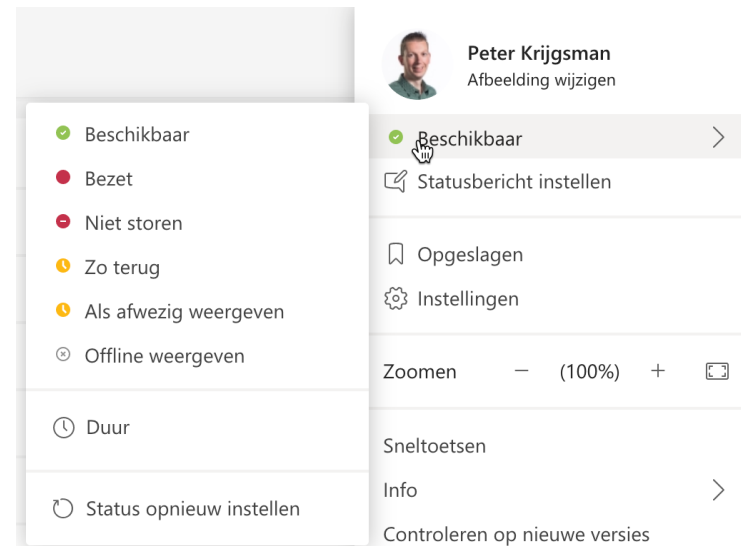 Peter Krijgsman
Afbeelding wijzigen
Beschikbaar
Statusbericht instellen
Opgeslagen
Instellingen
Zoomen — (100%) +
Sneltoetsen
Info
Controleren op nieuwe versies
Beschikbaar
Bezet
Niet storen
Zo terug
Als afwezig weergeven
Offline weergeven
Duur
Status opnieuw instellen